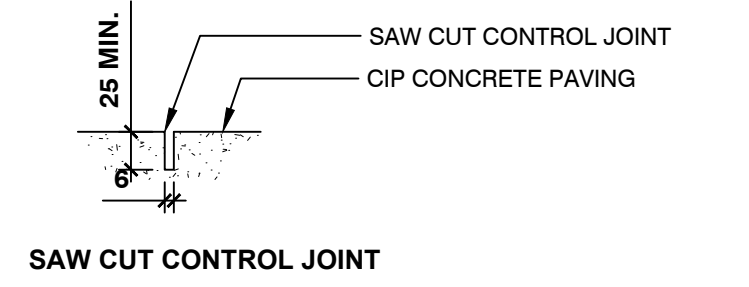 25 MIN.
SAW CUT CONTROL JOINT
CIP CONCRETE PAVING
6
SAW CUT CONTROL JOINT